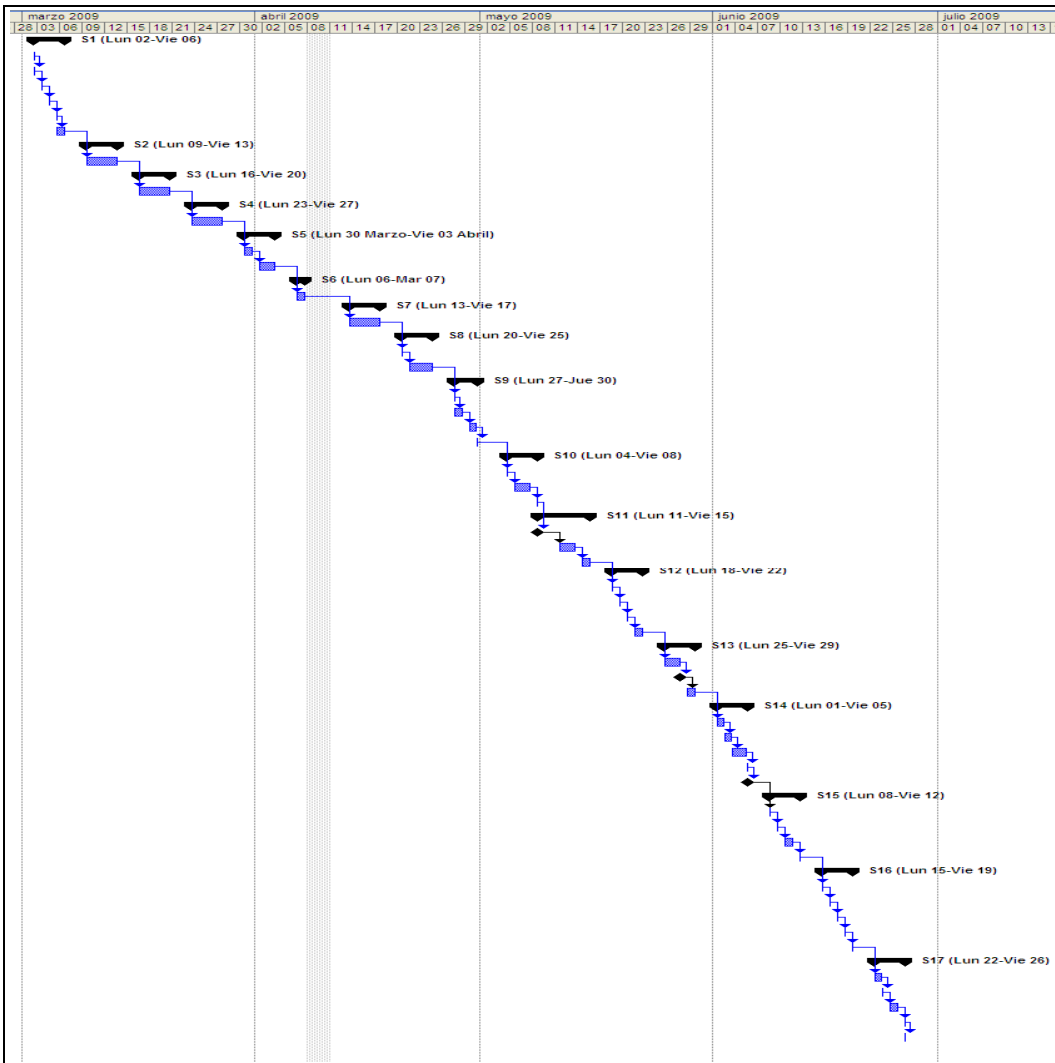 marzo 2009 abril 2009 mayo 2009 junio 2009 julio 2009
28 03 06 09 12 15 18 21 24 27 30 02 05 08 11 14 17 20 23 26 29 02 05 08 11 14 17 20 23 26 29 01 04 07 10 13 16 19 22 25 28 01 04 07 10 13
S1 (Lun 02-Vie 06)
S2 (Lun 09-Vie 13)
S3 (Lun 16-Vie 20)
S4 (Lun 23-Vie 27)
S5 (Lun 30 Marzo-Vie 03 Abril)
S6 (Lun 06-Mar 07)
S7 (Lun 13-Vie 17)
S8 (Lun 20-Vie 25)
S9 (Lun 27-Jue 30)
S10 (Lun 04-Vie 08)
S11 (Lun 11-Vie 15)
S12 (Lun 18-Vie 22)
S13 (Lun 25-Vie 29)
S14 (Lun 01-Vie 05)
S15 (Lun 08-Vie 12)
S16 (Lun 15-Vie 19)
S17 (Lun 22-Vie 26)